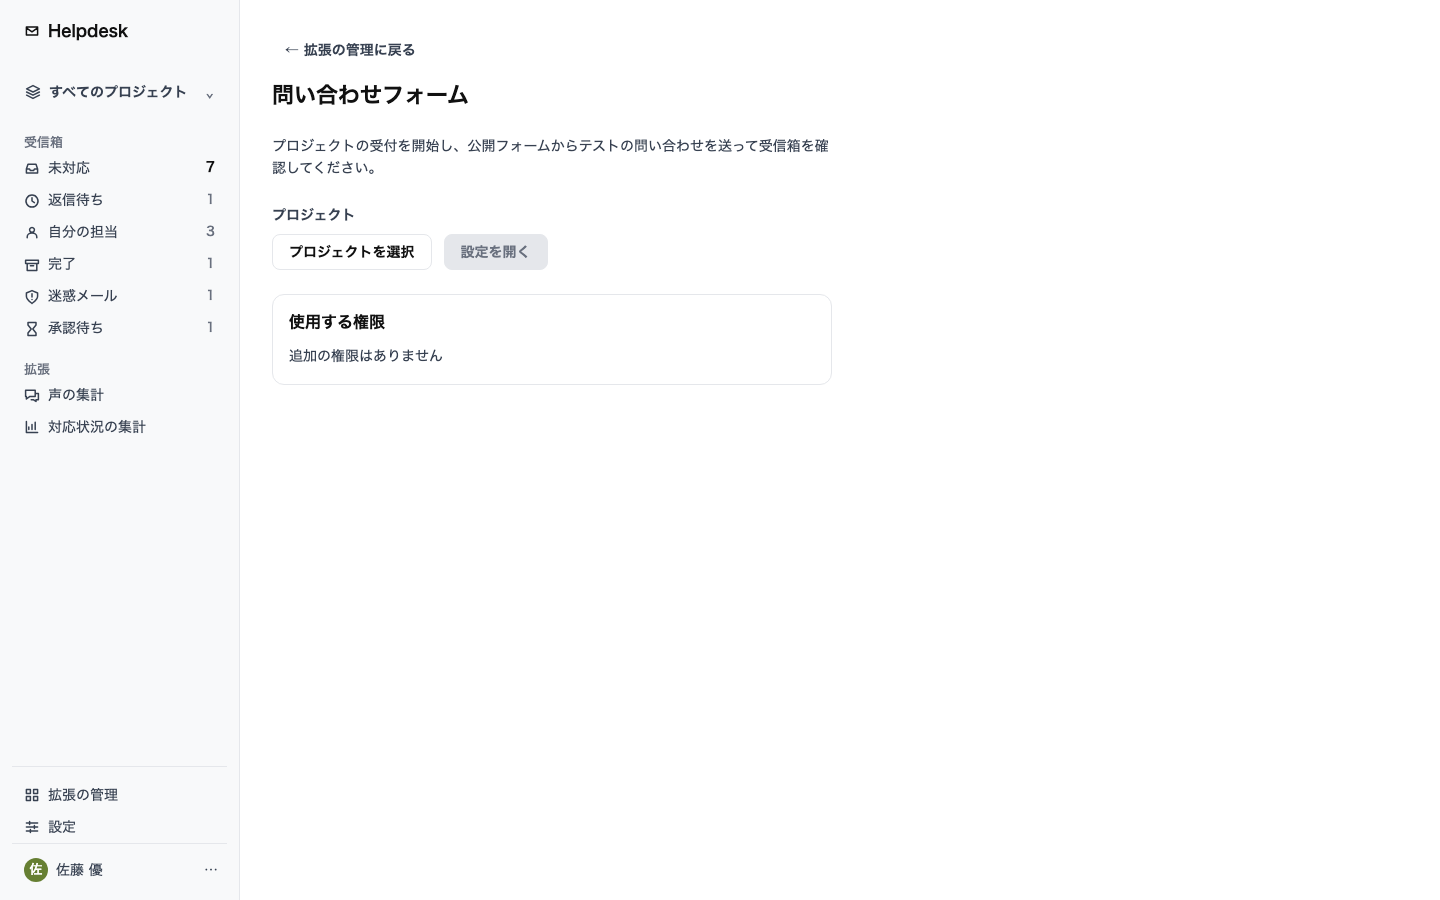 Helpdesk
すべてのプロジェクト
受信箱
未対応 7
返信待ち 1
自分の担当 3
完了 1
迷惑メール 1
承認待ち 1
拡張
声の集計
対応状況の集計
拡張の管理
設定
佐 佐藤 優 …
← 拡張の管理に戻る
問い合わせフォーム
プロジェクトの受付を開始し、公開フォームからテストの問い合わせを送って受信箱を確
認してください。
プロジェクト
プロジェクトを選択 設定を開く
使用する権限
追加の権限はありません